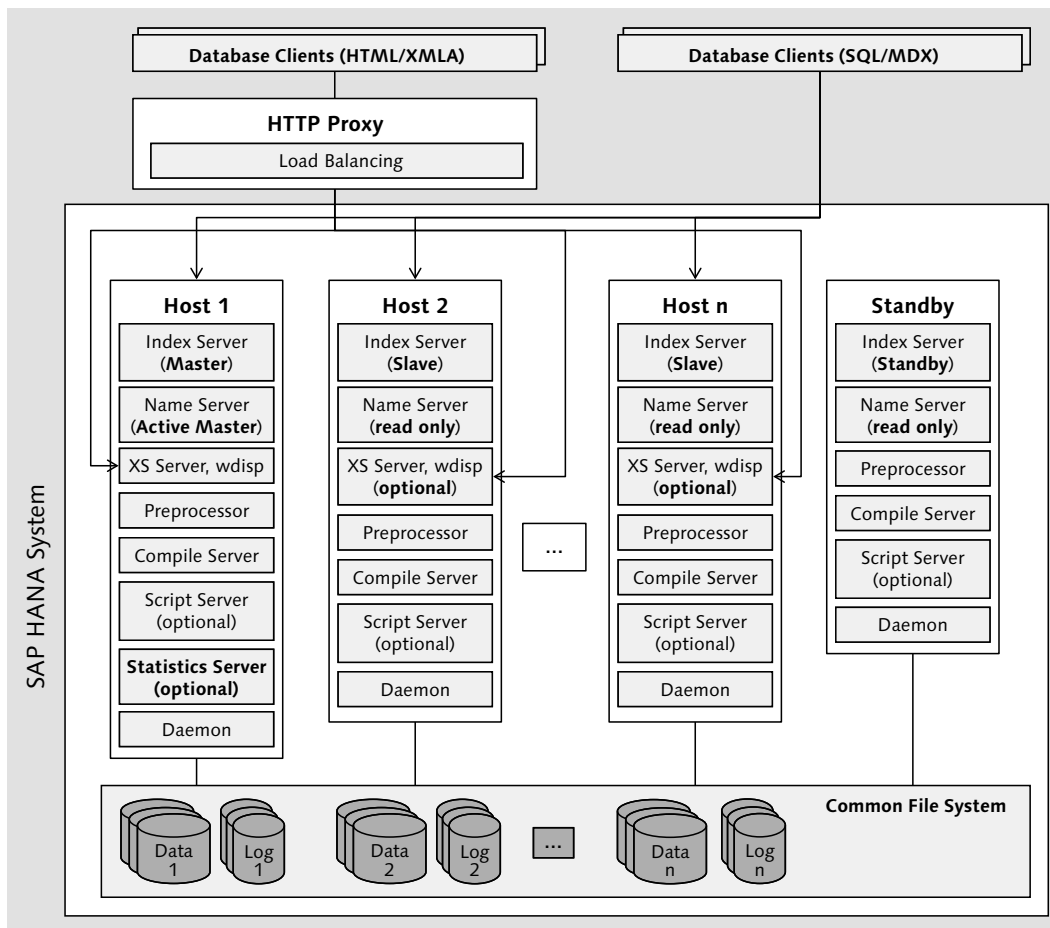 Database Clients (HTML/XMLA)
Database Clients (SQL/MDX)
HTTP Proxy
Load Balancing
SAP HANA System
Host 1
Index Server
(Master)
Name Server
(Active Master)
XS Server, wdisp
Preprocessor
Compile Server
Script Server
(optional)
Statistics Server
(optional)
Daemon
Host 2
Index Server
(Slave)
Name Server
(read only)
XS Server, wdisp
(optional)
Preprocessor
Compile Server
Script Server
(optional)
Daemon
...
Host n
Index Server
(Slave)
Name Server
(read only)
XS Server, wdisp
(optional)
Preprocessor
Compile Server
Script Server
(optional)
Daemon
Standby
Index Server
(Standby)
Name Server
(read only)
Preprocessor
Compile Server
Script Server
(optional)
Daemon
Common File System
Data
1
Log
1
Data
2
Log
2
...
Data
n
Log
n